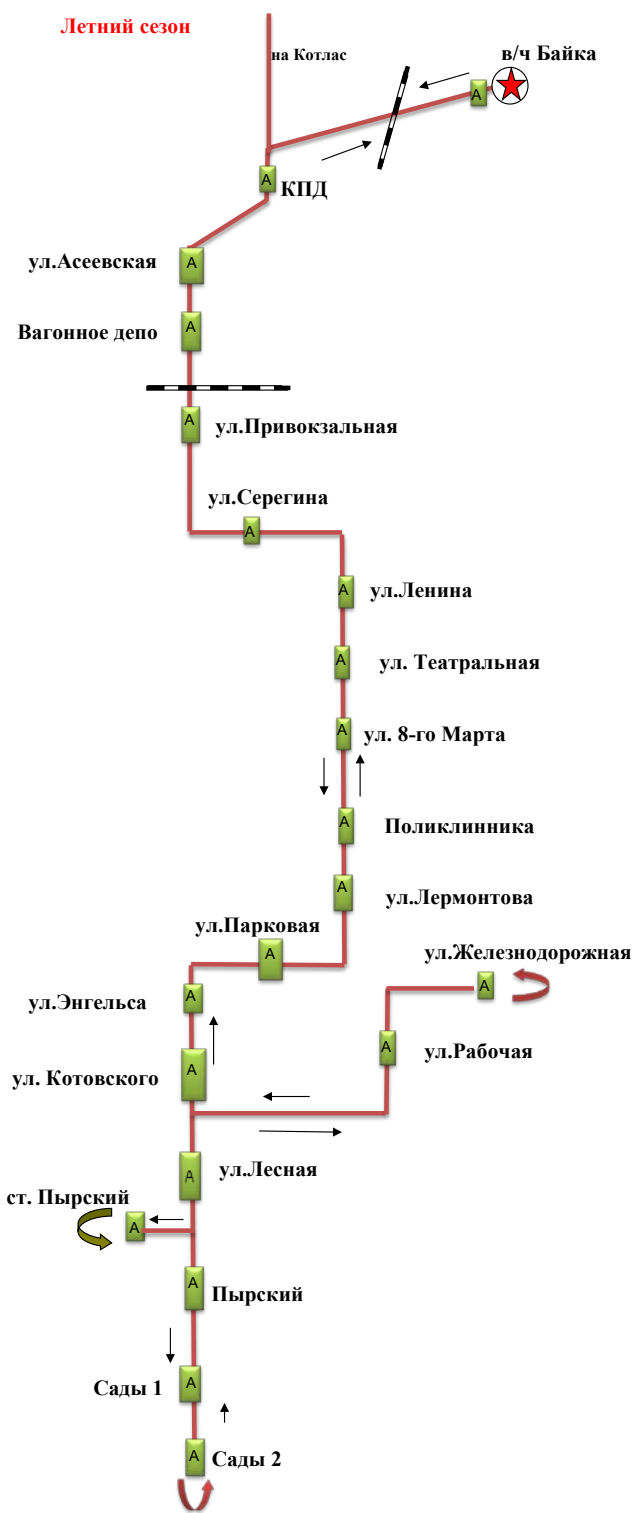 Летний сезон
на Котлас
в/ч Байка
А
А
КПД
ул.Асеевская
А
Вагонное депо
А
А
ул.Привокзальная
ул.Серегина
А
А
ул.Ленина
А
ул. Театральная
А
ул. 8-го Марта
А
Поликлинника
А
ул.Лермонтова
ул.Парковая
А
ул.Железнодорожная
А
ул.Энгельса
А
А
ул.Рабочая
ул. Котовского
А
ул.Лесная
А
ст. Пырский
А
А
Пырский
Сады 1
А
А
Сады 2